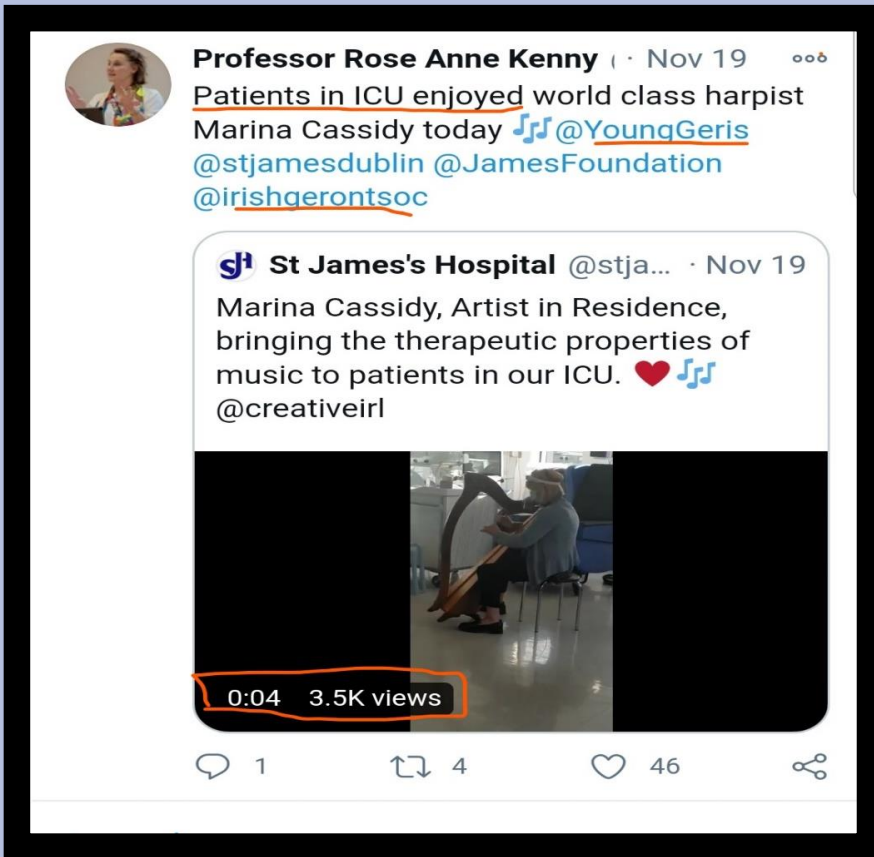 Professor Rose Anne Kenny ( · Nov 19
Patients in ICU enjoyed world class harpist
Marina Cassidy today 🎶@YoungGeris
@stjamesdublin @JamesFoundation
@irishgerontsoc
SJH St James's Hospital @stja... · Nov 19
Marina Cassidy, Artist in Residence,
bringing the therapeutic properties of
music to patients in our ICU. ❤️🎶
@creativeirl
0:04 3.5K views
1 4 46